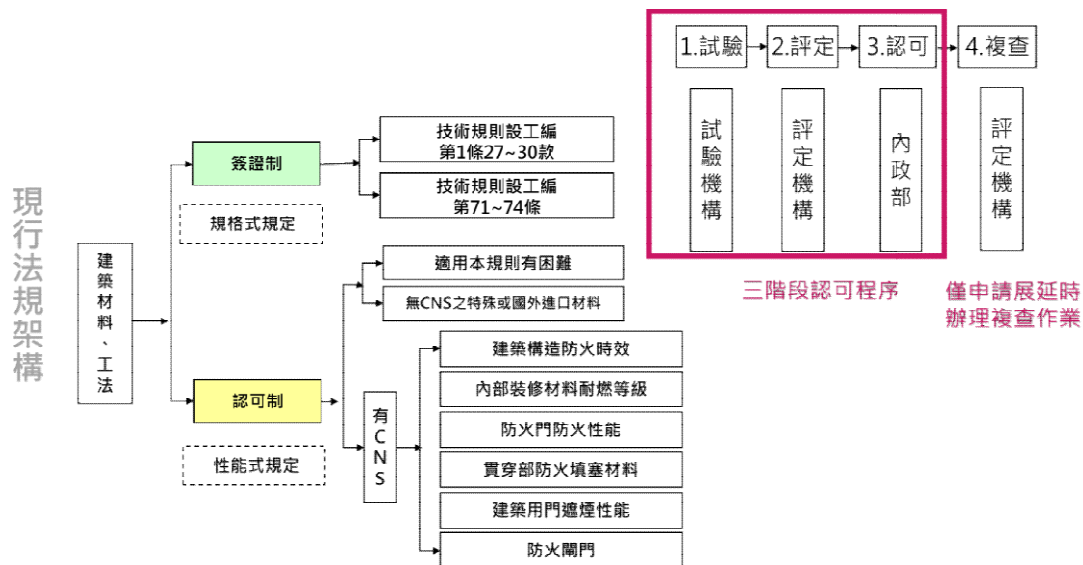 現行法規架構
建築材料、工法
簽證制
規格式規定
技術規則設工編
第1條27~30款
技術規則設工編
第71~74條
認可制
性能式規定
適用本規則有困難
無CNS之特殊或國外進口材料
有CNS
建築構造防火時效
內部裝修材料耐燃等級
防火門防火性能
貫穿部防火填塞材料
建築用門遮煙性能
防火閘門
1.試驗
2.評定
3.認可
4.複查
試驗機構
評定機構
內政部
評定機構
三階段認可程序
僅申請展延時
辦理複查作業